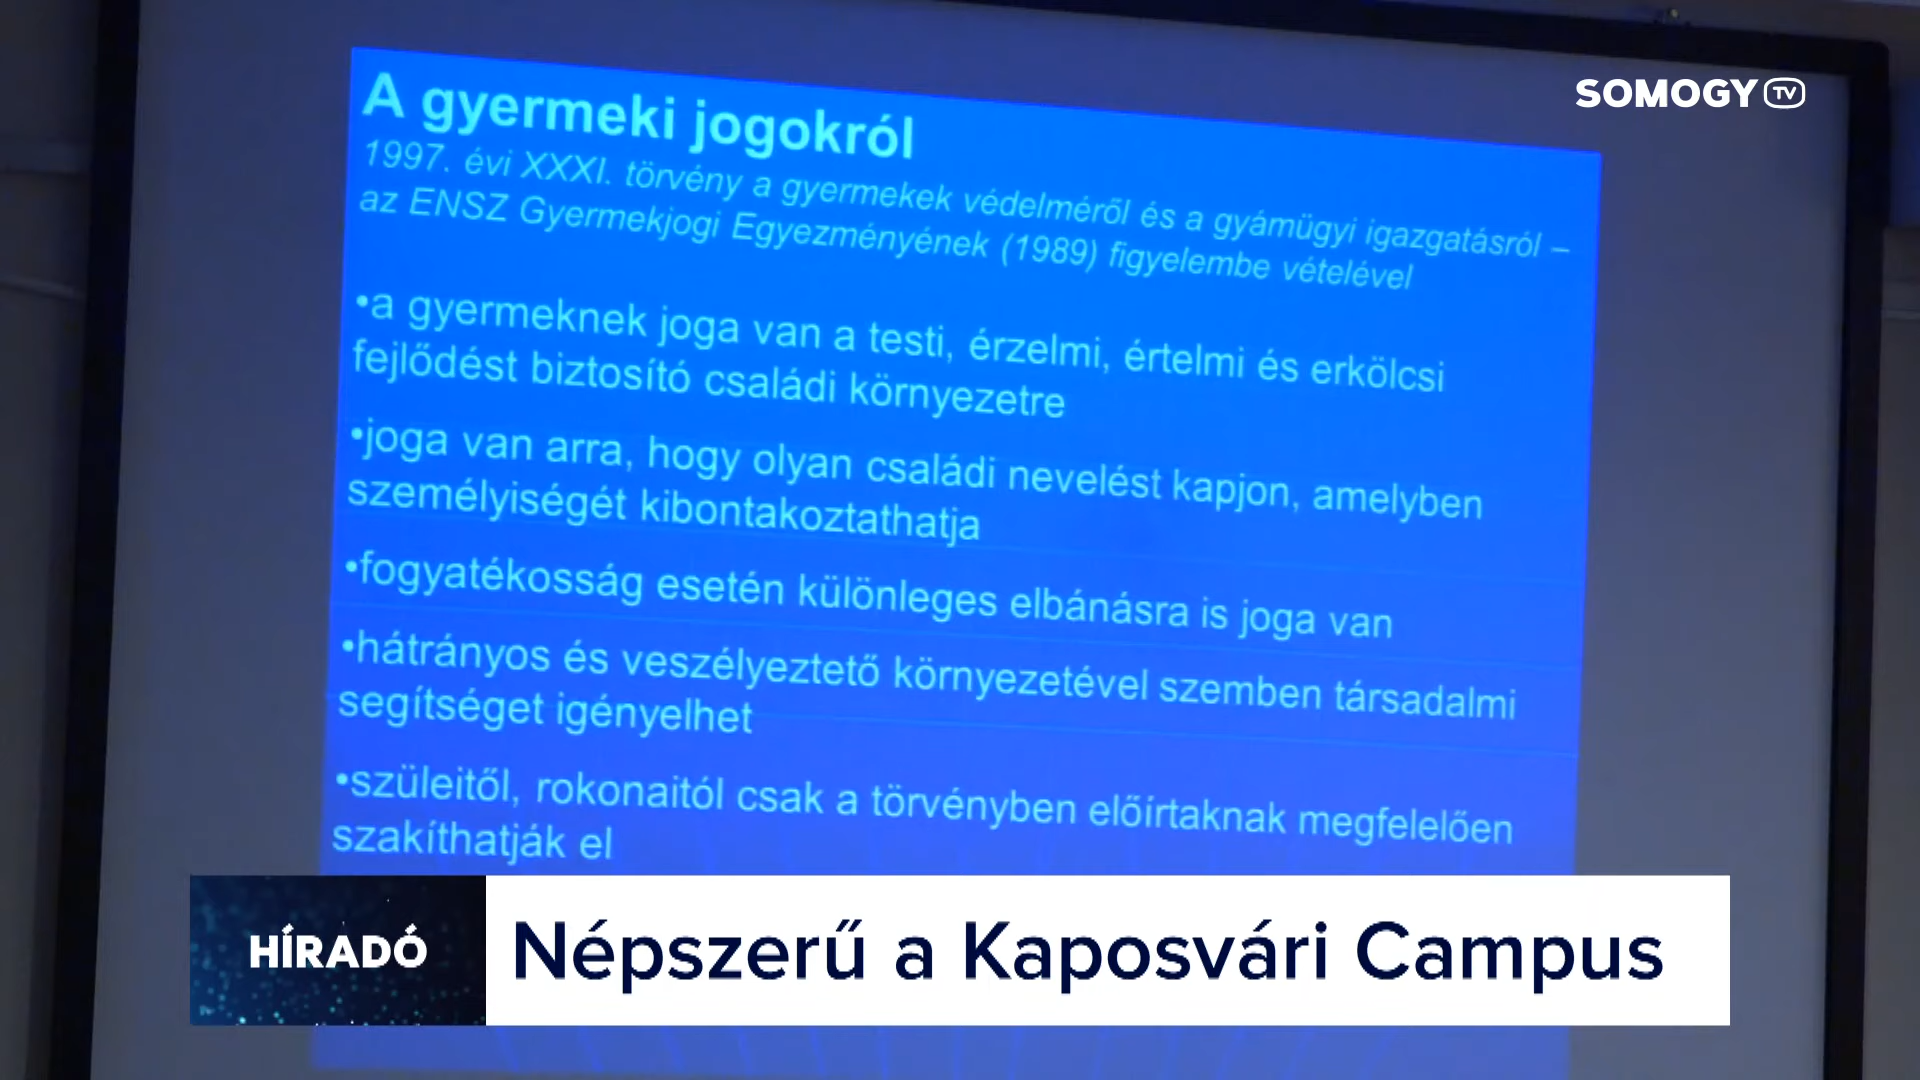 SOMOGY TV
A gyermeki jogokról
1997. évi XXXI. törvény a gyermekek védelméről és a gyámügyi igazgatásról –
az ENSZ Gyermekjogi Egyezményének (1989) figyelembe vételével
•a gyermeknek joga van a testi, érzelmi, értelmi és erkölcsi
fejlődést biztosító családi környezetre
•joga van arra, hogy olyan családi nevelést kapjon, amelyben
személyiségét kibontakoztathatja
•fogyatékosság esetén különleges elbánásra is joga van
•hátrányos és veszélyeztető környezetével szemben társadalmi
segítséget igényelhet
•szüleitől, rokonaitól csak a törvényben előírtaknak megfelelően
szakíthatják el
HÍRADÓ
Népszerű a Kaposvári Campus